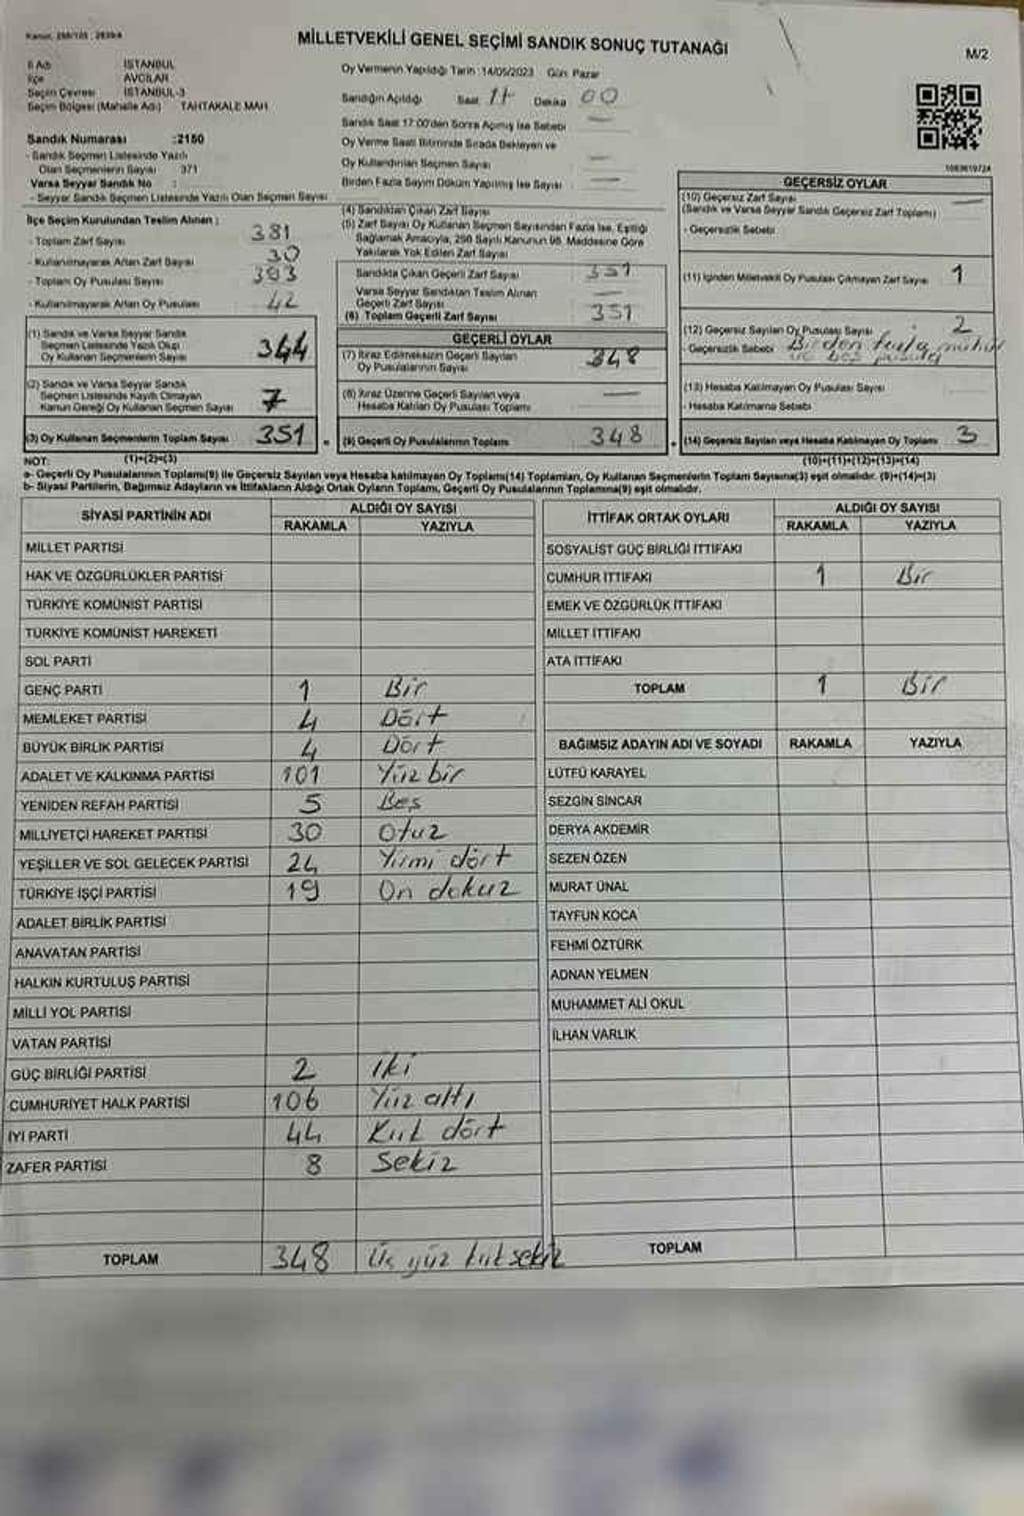 MİLLETVEKİLİ GENEL SEÇİMİ SANDIK SONUÇ TUTANAĞI
M/2
İl Adı İSTANBUL
İlçe AVCILAR
Seçim Çevresi İSTANBUL-3
Seçim Bölgesi (Mahalle Adı) TAHTAKALE MAH
Sandık Numarası :2150
- Sandık Seçmen Listesinde Yazılı
Olan Seçmenlerin Sayısı 371
Varsa Seyyar Sandık No :
- Seyyar Sandık Seçmen Listesinde Yazılı Olan Seçmen Sayısı
Oy Vermenin Yapıldığı Tarih :14/05/2023 Gün: Pazar
Sandığın Açıldığı Saat 17 Dakika 00
Sandık Saat 17:00'den Sonra Açılmış İse Sebebi —
Oy Verme Saati Bitiminde Sırada Bekleyen ve
Oy Kullandırılan Seçmen Sayısı —
Birden Fazla Sayım Döküm Yapılmış İse Sayısı —
İlçe Seçim Kurulundan Teslim Alınan :
- Toplam Zarf Sayısı 381
- Kullanılmayarak Artan Zarf Sayısı 30
- Toplam Oy Pusulası Sayısı 393
- Kullanılmayarak Artan Oy Pusulası 42
(1) Sandık ve Varsa Seyyar Sandık
Seçmen Listesinde Yazılı Olup
Oy Kullanan Seçmenlerin Sayısı 344
(2) Sandık ve Varsa Seyyar Sandık
Seçmen Listesinde Kayıtlı Olmayan
Kanun Gereği Oy Kullanan Seçmen Sayısı 7
(3) Oy Kullanan Seçmenlerin Toplam Sayısı 351
(1)+(2)=(3)
(4) Sandıktan Çıkan Zarf Sayısı
(5) Zarf Sayısı Oy Kullanan Seçmen Sayısından Fazla İse, Eşitliği
Sağlamak Amacıyla, 298 Sayılı Kanunun 98. Maddesine Göre
Yakılarak Yok Edilen Zarf Sayısı
Sandıkta Çıkan Geçerli Zarf Sayısı 351
Varsa Seyyar Sandıktan Teslim Alınan
Geçerli Zarf Sayısı —
(6) Toplam Geçerli Zarf Sayısı 351
GEÇERLİ OYLAR
(7) İtiraz Edilmeksizin Geçerli Sayılan
Oy Pusulalarının Sayısı 348
(8) İtiraz Üzerine Geçerli Sayılan veya
Hesaba Katılan Oy Pusulası Toplamı —
(9) Geçerli Oy Pusulalarının Toplamı 348
GEÇERSİZ OYLAR
(10) Geçersiz Zarf Sayısı —
(Sandık ve Varsa Seyyar Sandık Geçersiz Zarf Toplamı)
- Geçersizlik Sebebi
(11) İçinden Milletvekili Oy Pusulası Çıkmayan Zarf Sayısı 1
(12) Geçersiz Sayılan Oy Pusulası Sayısı 2
- Geçersizlik Sebebi Birden fazla mühür
ve boş pusula
(13) Hesaba Katılmayan Oy Pusulası Sayısı
- Hesaba Katılmama Sebebi
(14) Geçersiz Sayılan veya Hesaba Katılmayan Oy Toplamı 3
(10)+(11)+(12)+(13)=(14)
NOT:
a- Geçerli Oy Pusulalarının Toplamı(9) ile Geçersiz Sayılan veya Hesaba katılmayan Oy Toplamı(14) Toplamları, Oy Kullanan Seçmenlerin Toplam Sayısına(3) eşit olmalıdır. (9)+(14)=(3)
b- Siyasi Partilerin, Bağımsız Adayların ve İttifakların Aldığı Ortak Oyların Toplamı, Geçerli Oy Pusulalarının Toplamına(9) eşit olmalıdır.
SİYASİ PARTİNİN ADI ALDIĞI OY SAYISI
RAKAMLA YAZIYLA
MİLLET PARTİSİ
HAK VE ÖZGÜRLÜKLER PARTİSİ
TÜRKİYE KOMÜNİST PARTİSİ
TÜRKİYE KOMÜNİST HAREKETİ
SOL PARTİ
GENÇ PARTİ 1 Bir
MEMLEKET PARTİSİ 4 Dört
BÜYÜK BİRLİK PARTİSİ 4 Dört
ADALET VE KALKINMA PARTİSİ 101 Yüz bir
YENİDEN REFAH PARTİSİ 5 Beş
MİLLİYETÇİ HAREKET PARTİSİ 30 Otuz
YEŞİLLER VE SOL GELECEK PARTİSİ 24 Yirmi dört
TÜRKİYE İŞÇİ PARTİSİ 19 On dokuz
ADALET BİRLİK PARTİSİ
ANAVATAN PARTİSİ
HALKIN KURTULUŞ PARTİSİ
MİLLİ YOL PARTİSİ
VATAN PARTİSİ
GÜÇ BİRLİĞİ PARTİSİ 2 İki
CUMHURİYET HALK PARTİSİ 106 Yüz altı
İYİ PARTİ 44 Kırk dört
ZAFER PARTİSİ 8 Sekiz
TOPLAM 348 Üç yüz kırk sekiz
İTTİFAK ORTAK OYLARI ALDIĞI OY SAYISI
RAKAMLA YAZIYLA
SOSYALİST GÜÇ BİRLİĞİ İTTİFAKI
CUMHUR İTTİFAKI 1 Bir
EMEK VE ÖZGÜRLÜK İTTİFAKI
MİLLET İTTİFAKI
ATA İTTİFAKI
TOPLAM 1 Bir
BAĞIMSIZ ADAYIN ADI VE SOYADI RAKAMLA YAZIYLA
LÜTFÜ KARAYEL
SEZGİN SİNCAR
DERYA AKDEMİR
SEZEN ÖZEN
MURAT ÜNAL
TAYFUN KOCA
FEHMİ ÖZTÜRK
ADNAN YELMEN
MUHAMMET ALİ OKUL
İLHAN VARLIK
TOPLAM